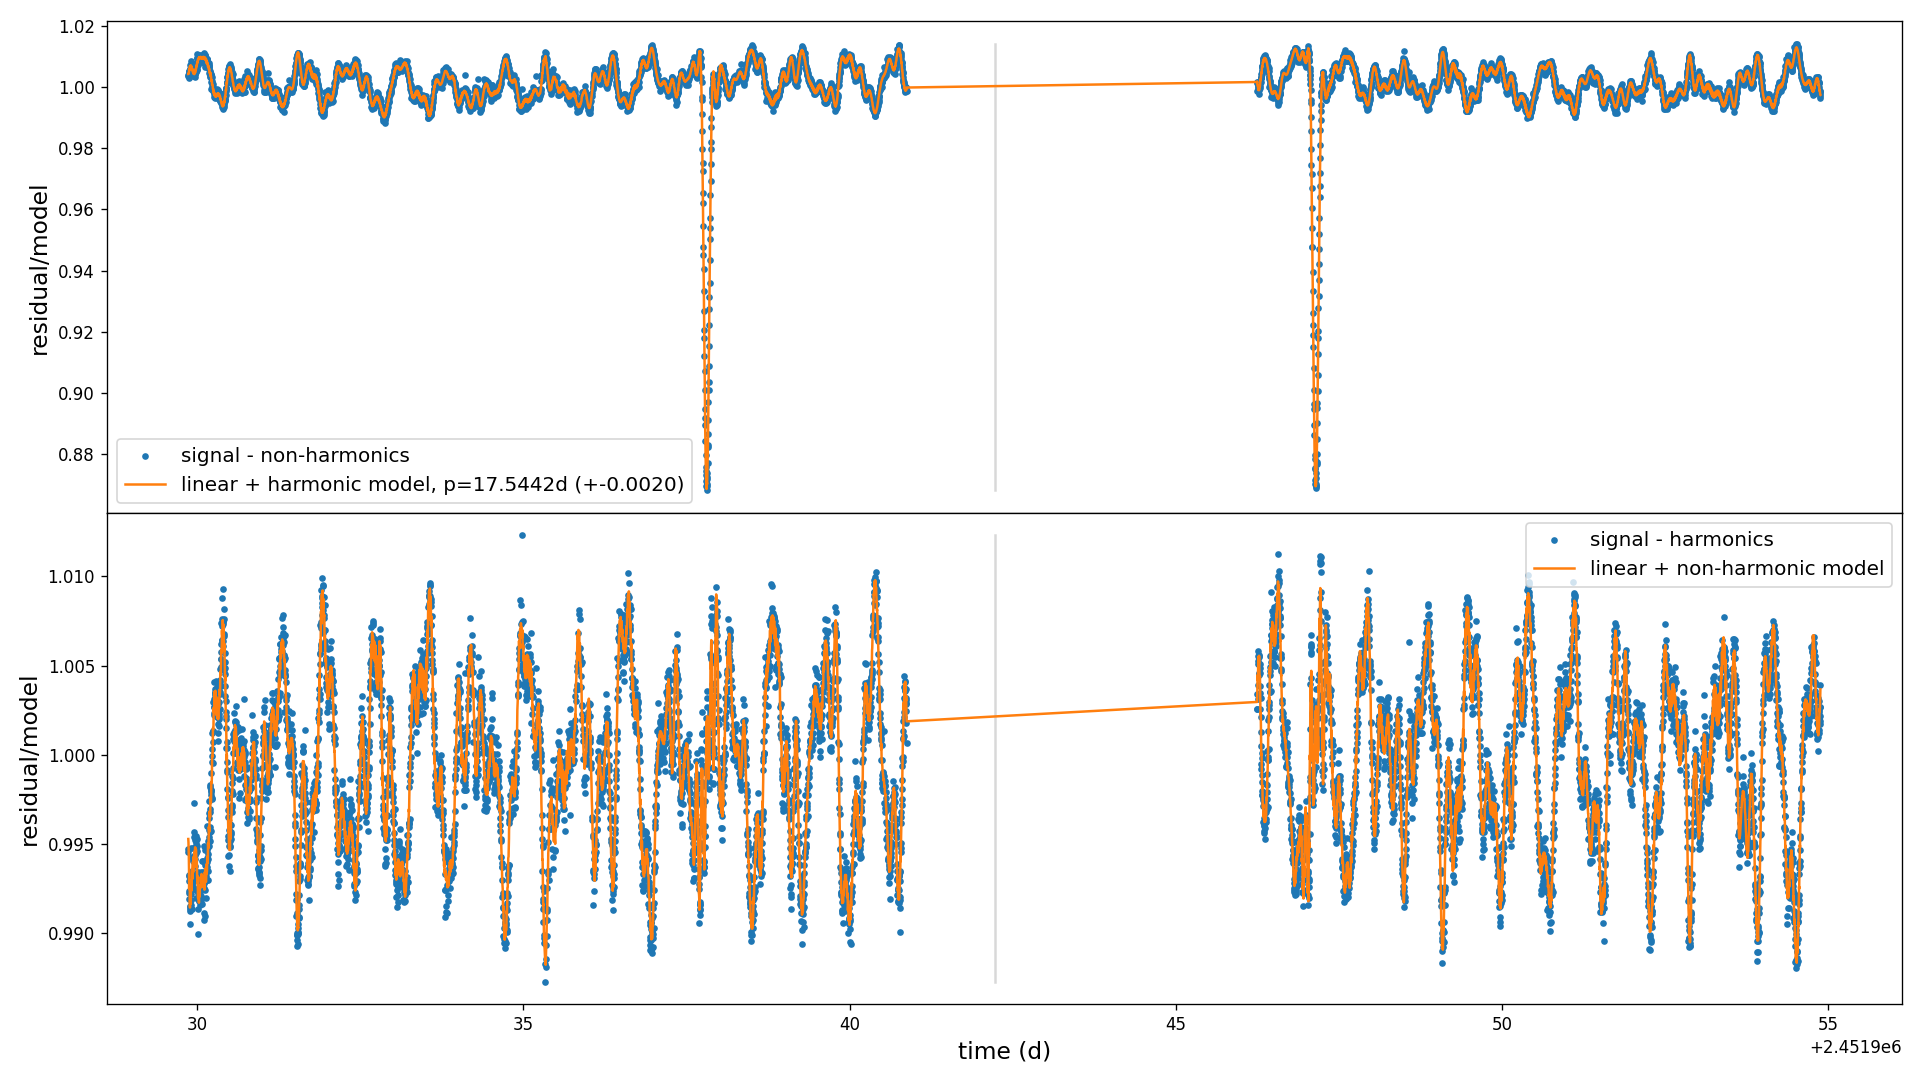 1.02
1.00
0.98
0.96
0.94
0.92
0.90
0.88
residual/model
signal - non-harmonics
linear + harmonic model, p=17.5442d (+-0.0020)
1.010
1.005
1.000
0.995
0.990
residual/model
signal - harmonics
linear + non-harmonic model
30 35 40 45 50 55
time (d)
+2.4519e6